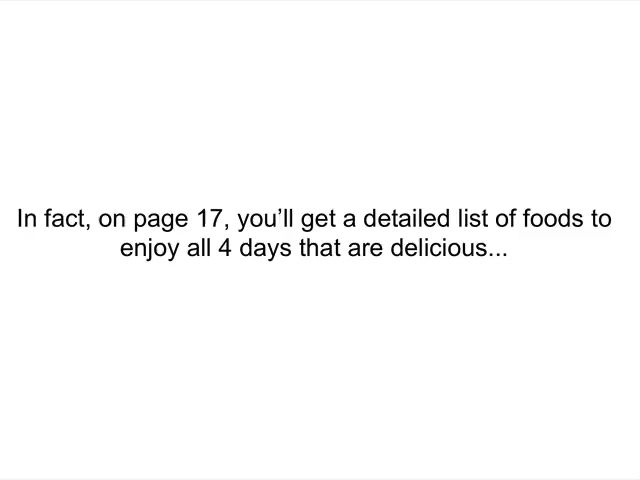 In fact, on page 17, you’ll get a detailed list of foods to
enjoy all 4 days that are delicious...